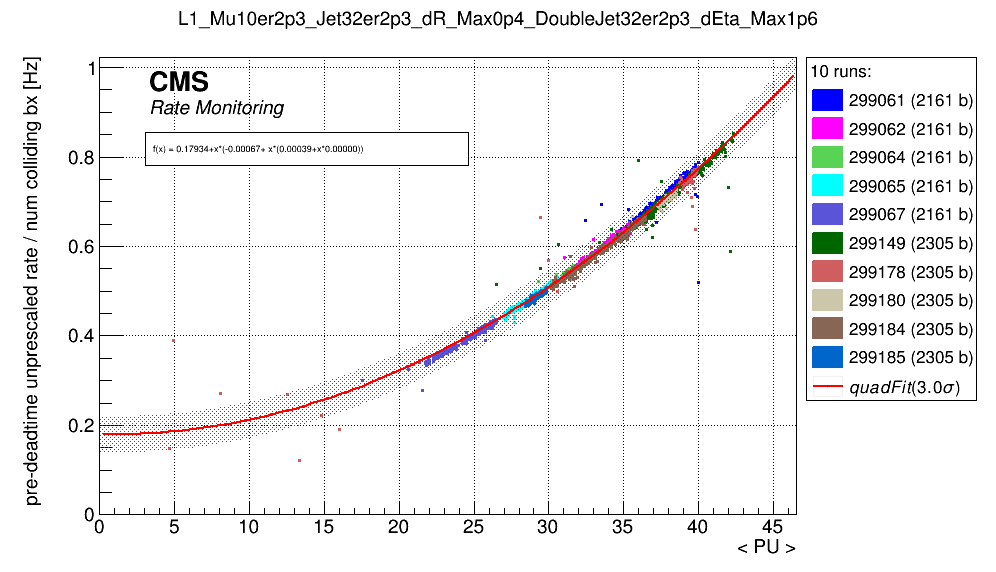 L1_Mu10er2p3_Jet32er2p3_dR_Max0p4_DoubleJet32er2p3_dEta_Max1p6
pre-deadtime unprescaled rate / num colliding bx [Hz]
CMS
Rate Monitoring
f(x) = 0.17934+x*(-0.00067+ x*(0.00039+x*0.00000))
1
0.8
0.6
0.4
0.2
0
0 5 10 15 20 25 30 35 40 45
< PU >
10 runs:
299061 (2161 b)
299062 (2161 b)
299064 (2161 b)
299065 (2161 b)
299067 (2161 b)
299149 (2305 b)
299178 (2305 b)
299180 (2305 b)
299184 (2305 b)
299185 (2305 b)
quadFit(3.0σ)